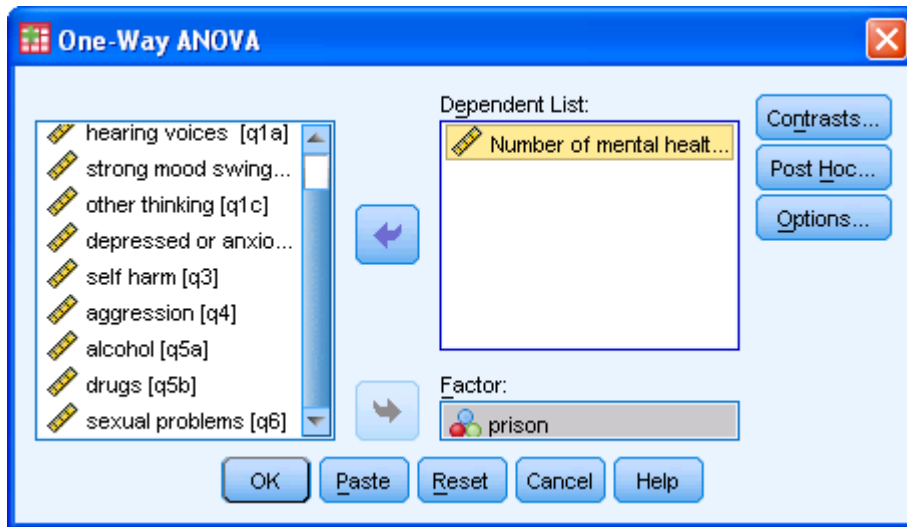 One-Way ANOVA
hearing voices [q1a]
strong mood swing...
other thinking [q1c]
depressed or anxio...
self harm [q3]
aggression [q4]
alcohol [q5a]
drugs [q5b]
sexual problems [q6]
Dependent List:
Number of mental healt...
Factor:
prison
Contrasts...
Post Hoc...
Options...
OK
Paste
Reset
Cancel
Help